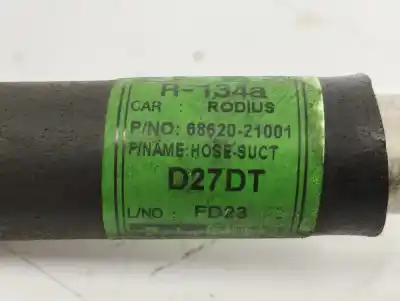 R-134a
CAR : RODIUS
P/NO: 68620-21001
P/NAME: HOSE-SUCT
D27DT
L/NO : FD23